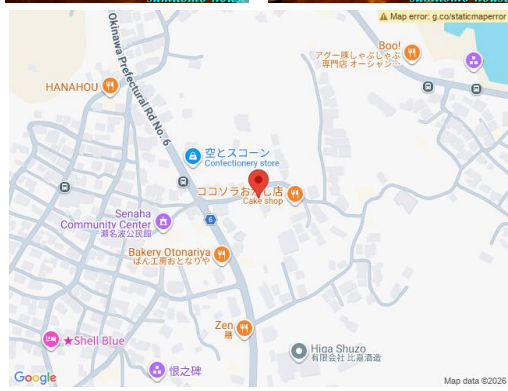 Map error: g.co/staticmaperror
Okinawa Prefectural Rd No. 6
Boo!
アグー豚しゃぶしゃぶ
専門店 オーシャン…
HANAHOU
空とスコーン
Confectionery store
ココソラおかし店
Cake shop
Senaha
Community Center
瀬名波公民館
6
Bakery Otonariya
ぱん工房おとなりや
Zen
膳
★Shell Blue
Higa Shuzo
有限会社 比嘉酒造
恨之碑
Google
Map data ©2026